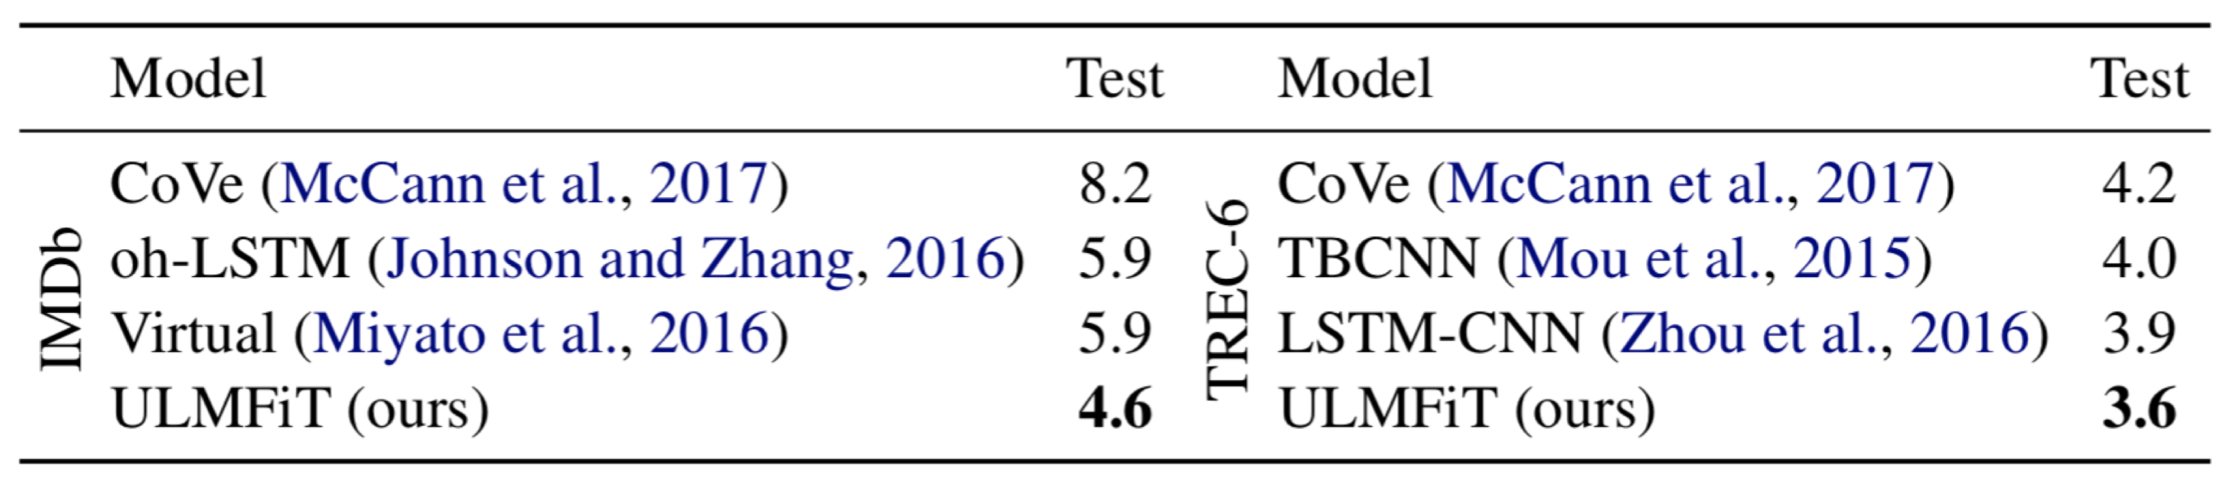 Model Test Model Test
IMDb
CoVe (McCann et al., 2017) 8.2
oh-LSTM (Johnson and Zhang, 2016) 5.9
Virtual (Miyato et al., 2016) 5.9
ULMFiT (ours) 4.6
TREC-6
CoVe (McCann et al., 2017) 4.2
TBCNN (Mou et al., 2015) 4.0
LSTM-CNN (Zhou et al., 2016) 3.9
ULMFiT (ours) 3.6